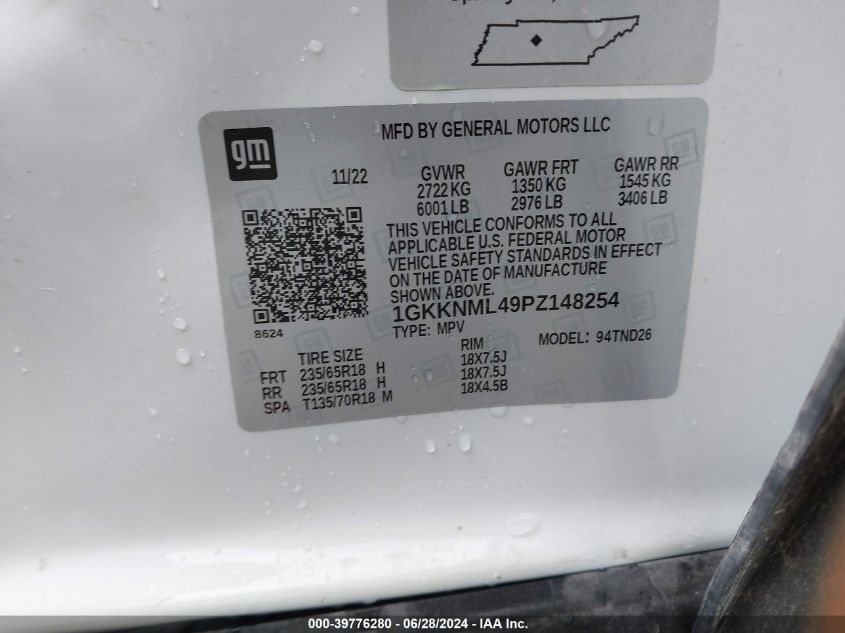 MFD BY GENERAL MOTORS LLC
gm
11/22
GVWR GAWR FRT GAWR RR
2722 KG 1350 KG 1545 KG
6001 LB 2976 LB 3406 LB
THIS VEHICLE CONFORMS TO ALL
APPLICABLE U.S. FEDERAL MOTOR
VEHICLE SAFETY STANDARDS IN EFFECT
ON THE DATE OF MANUFACTURE
SHOWN ABOVE.
1GKKNML49PZ148254
8624
TYPE: MPV MODEL: 94TND26
TIRE SIZE RIM
FRT 235/65R18 H 18X7.5J
RR 235/65R18 H 18X7.5J
SPA T135/70R18 M 18X4.5B
000-39776280 - 06/28/2024 - IAA Inc.